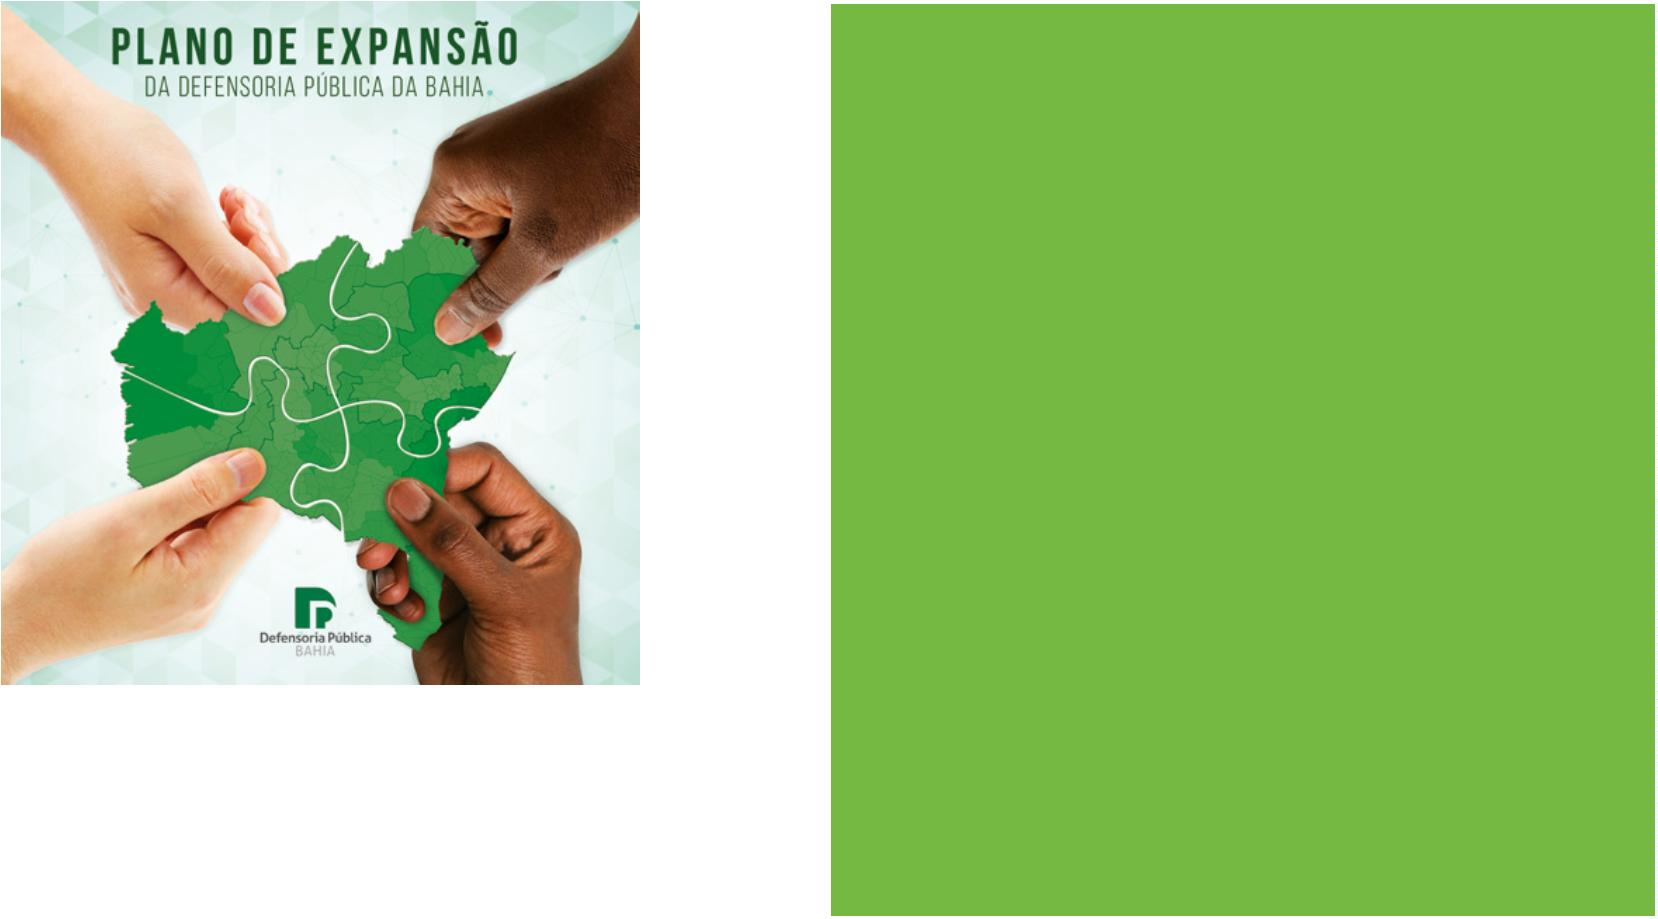 PLANO DE EXPANSÃO
DA DEFENSORIA PÚBLICA DA BAHIA
Defensoria Pública
BAHIA